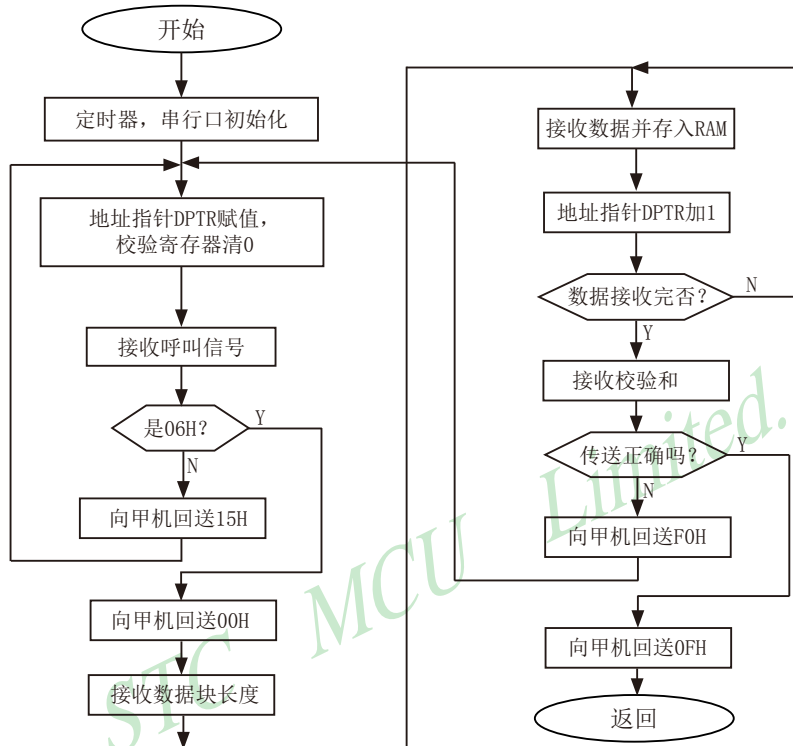 开始
定时器，串行口初始化
地址指针DPTR赋值，
校验寄存器清0
接收呼叫信号
是06H？
Y
N
向甲机回送15H
向甲机回送00H
接收数据块长度
接收数据并存入RAM
地址指针DPTR加1
数据接收完否？
N
Y
接收校验和
传送正确吗？
Y
N
向甲机回送F0H
向甲机回送0FH
返回
STC MCU Limited.